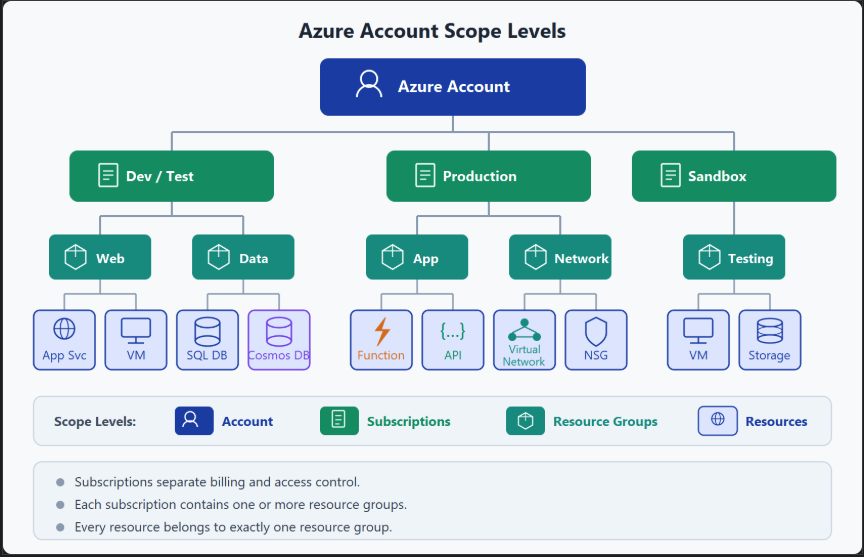 Azure Account Scope Levels
Azure Account
Dev / Test
Production
Sandbox
Web
Data
App
Network
Testing
App Svc
VM
SQL DB
Cosmos DB
Function
{...}
API
Virtual
Network
NSG
VM
Storage
Scope Levels:
Account
Subscriptions
Resource Groups
Resources
Subscriptions separate billing and access control.
Each subscription contains one or more resource groups.
Every resource belongs to exactly one resource group.